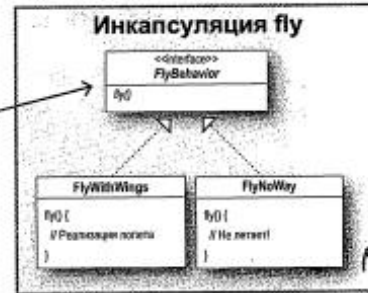 Инкапсуляция fly
<<interface>>
FlyBehavior
fly()
FlyWithWings
fly() {
// Реализация полета
}
FlyNoWay
fly() {
// Не летает!
}